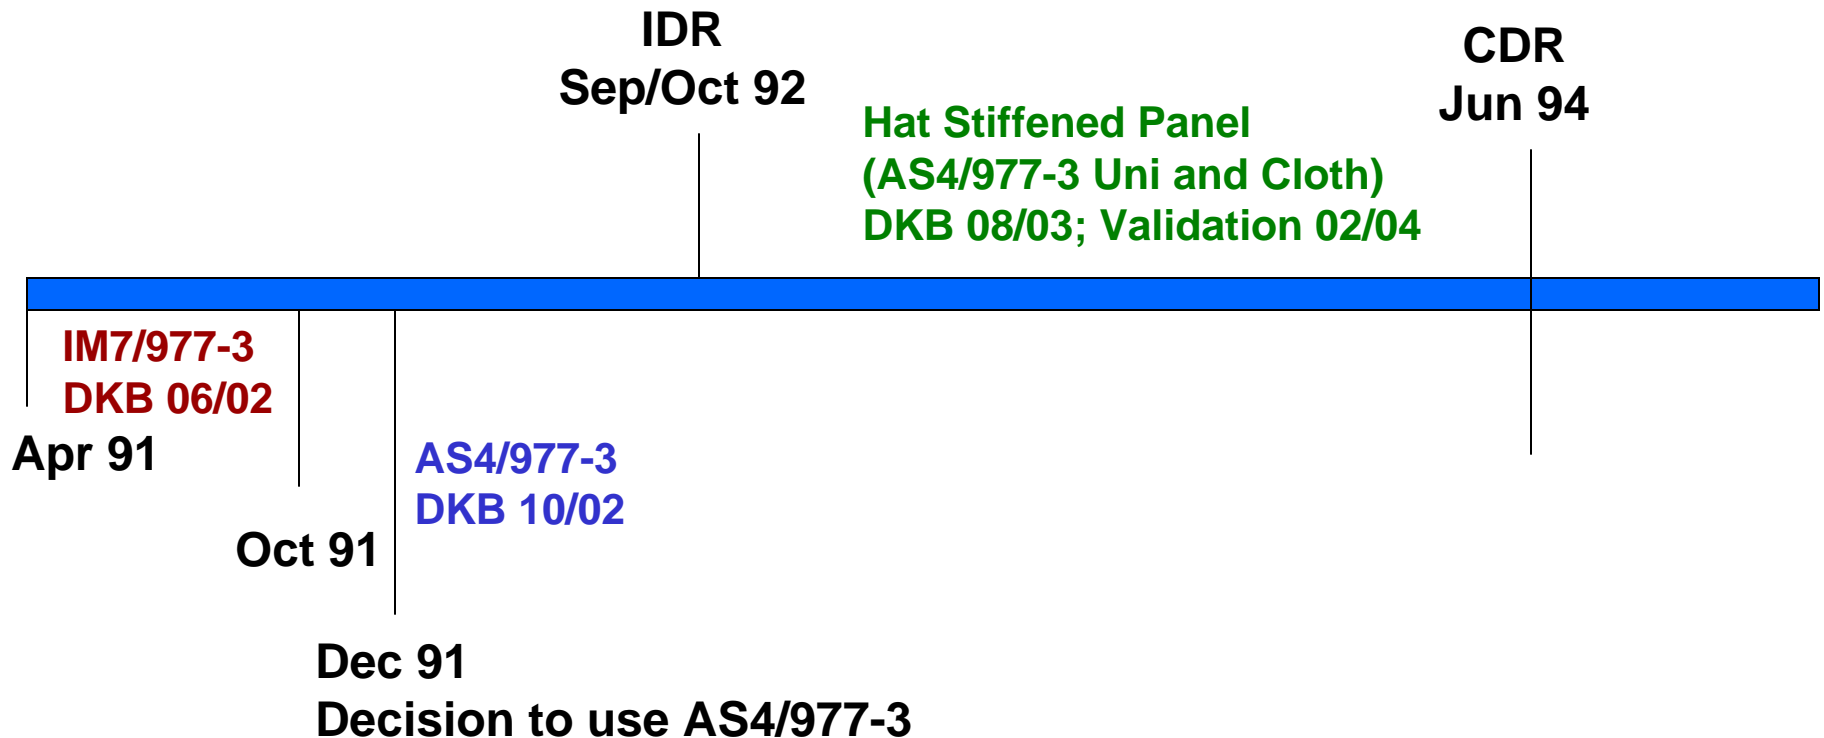 IDR
Sep/Oct 92
CDR
Jun 94
Hat Stiffened Panel
(AS4/977-3 Uni and Cloth)
DKB 08/03; Validation 02/04
IM7/977-3
DKB 06/02
Apr 91
AS4/977-3
DKB 10/02
Oct 91
Dec 91
Decision to use AS4/977-3